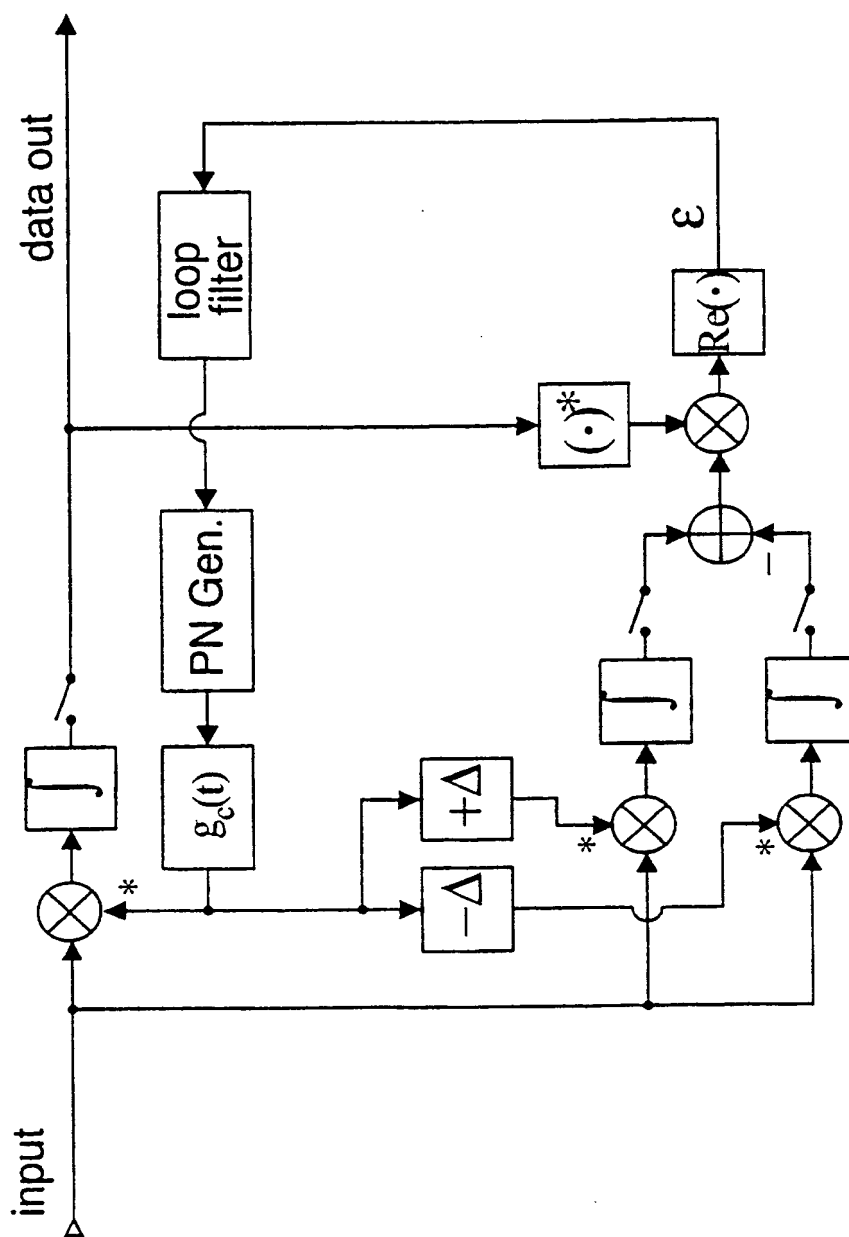 input
data out
∫
*
g_c(t)
PN Gen.
loop
filter
−Δ
+Δ
*
*
∫
∫
−
(·)*
Re(·)
ε